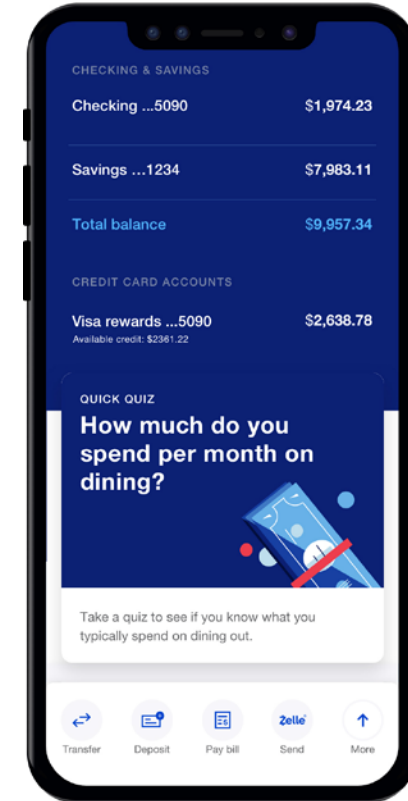 CHECKING & SAVINGS
Checking ...5090 $1,974.23
Savings ...1234 $7,983.11
Total balance $9,957.34
CREDIT CARD ACCOUNTS
Visa rewards ...5090 $2,638.78
Available credit: $2361.22
QUICK QUIZ
How much do you
spend per month on
dining?
Take a quiz to see if you know what you
typically spend on dining out.
Zelle
Transfer Deposit Pay bill Send More